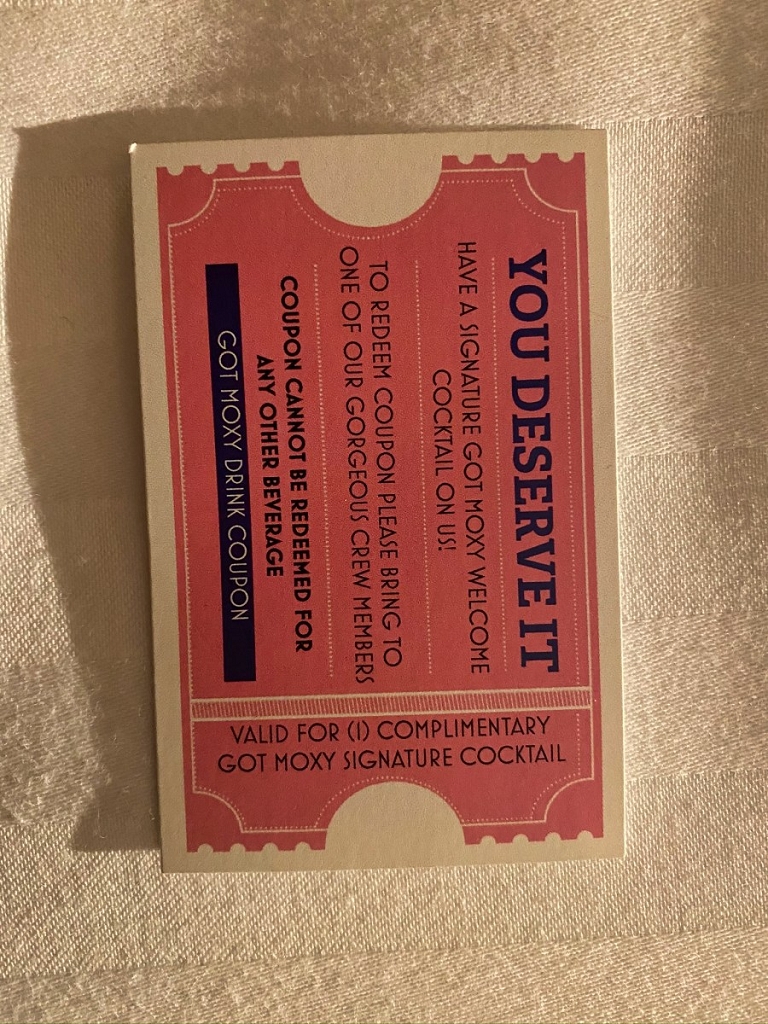 YOU DESERVE IT
HAVE A SIGNATURE GOT MOXY WELCOME
COCKTAIL ON US!
TO REDEEM COUPON PLEASE BRING TO
ONE OF OUR GORGEOUS CREW MEMBERS
COUPON CANNOT BE REDEEMED FOR
ANY OTHER BEVERAGE
GOT MOXY DRINK COUPON
VALID FOR (1) COMPLIMENTARY
GOT MOXY SIGNATURE COCKTAIL